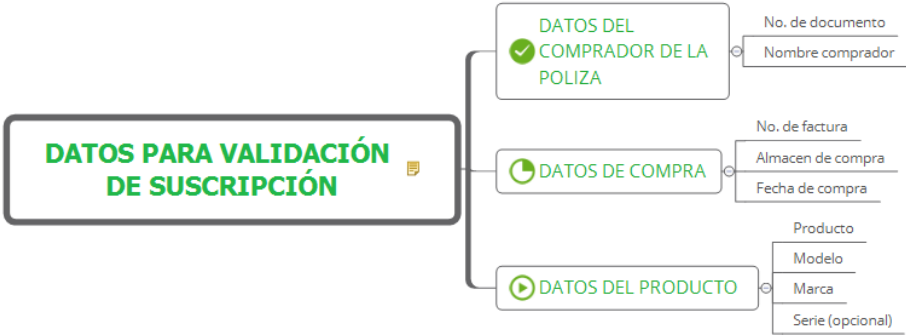 DATOS PARA VALIDACIÓN
DE SUSCRIPCIÓN
DATOS DEL
COMPRADOR DE LA
POLIZA
No. de documento
Nombre comprador
DATOS DE COMPRA
No. de factura
Almacen de compra
Fecha de compra
DATOS DEL PRODUCTO
Producto
Modelo
Marca
Serie (opcional)